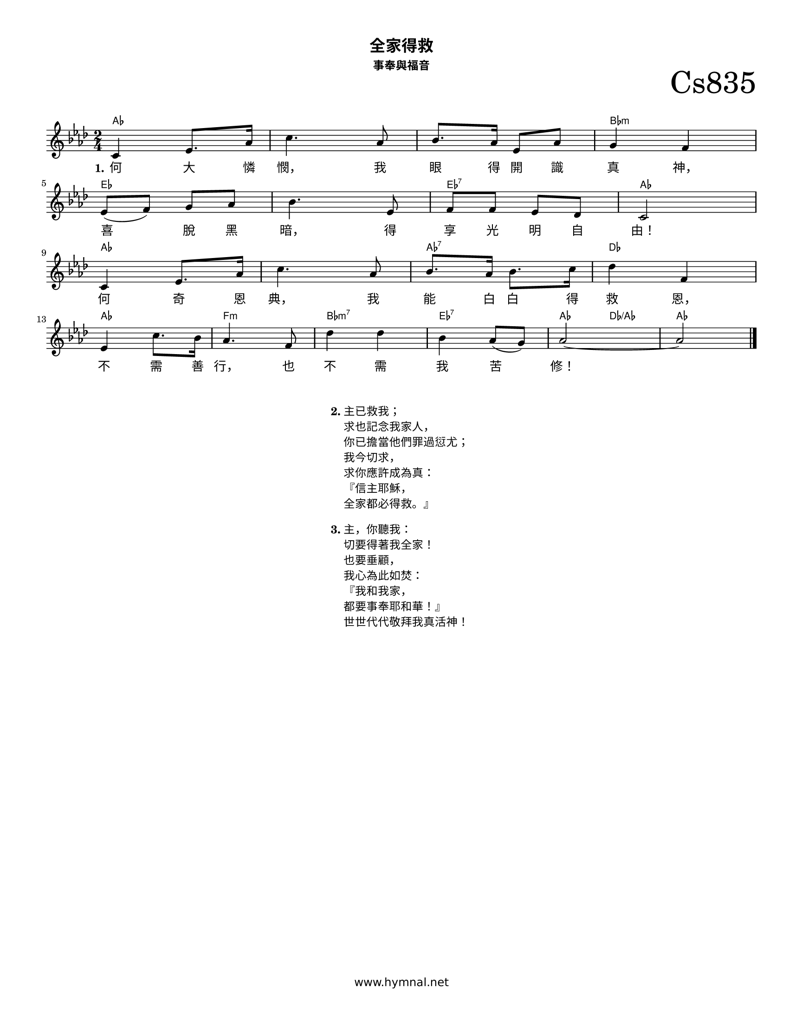 全家得救
事奉與福音
Cs835
A♭ B♭m
1. 何 大 憐 憫, 我 眼 得 開 識 真 神,
5 E♭ E♭7 A♭
喜 脫 黑 暗, 得 享 光 明 自 由！
9 A♭ A♭7 D♭
何 奇 恩 典, 我 能 白 白 得 救 恩,
13 A♭ Fm B♭m7 E♭7 A♭ D♭/A♭ A♭
不 需 善 行, 也 不 需 我 苦 修！
2. 主已救我；
求也記念我家人,
你已擔當他們罪過愆尤；
我今切求,
求你應許成為真：
『信主耶穌,
全家都必得救。』
3. 主, 你聽我：
切要得著我全家！
也要垂顧,
我心為此如焚：
『我和我家,
都要事奉耶和華！』
世世代代敬拜我真活神！
www.hymnal.net